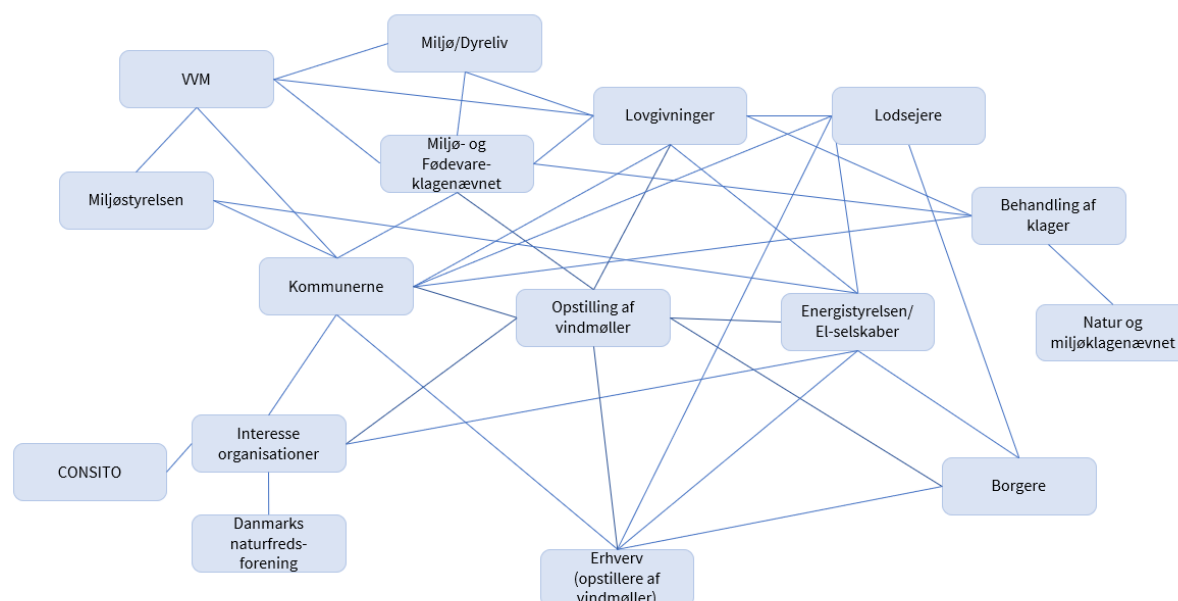 Miljø/Dyreliv
VVM
Lovgivninger
Lodsejere
Miljø- og
Fødevare-
klagenævnet
Miljøstyrelsen
Behandling af
klager
Kommunerne
Opstilling af
vindmøller
Energistyrelsen/
El-selskaber
Natur og
miljøklagenævnet
Interesse
organisationer
CONSITO
Borgere
Danmarks
naturfreds-
forening
Erhverv
(opstillere af
vindmøller)